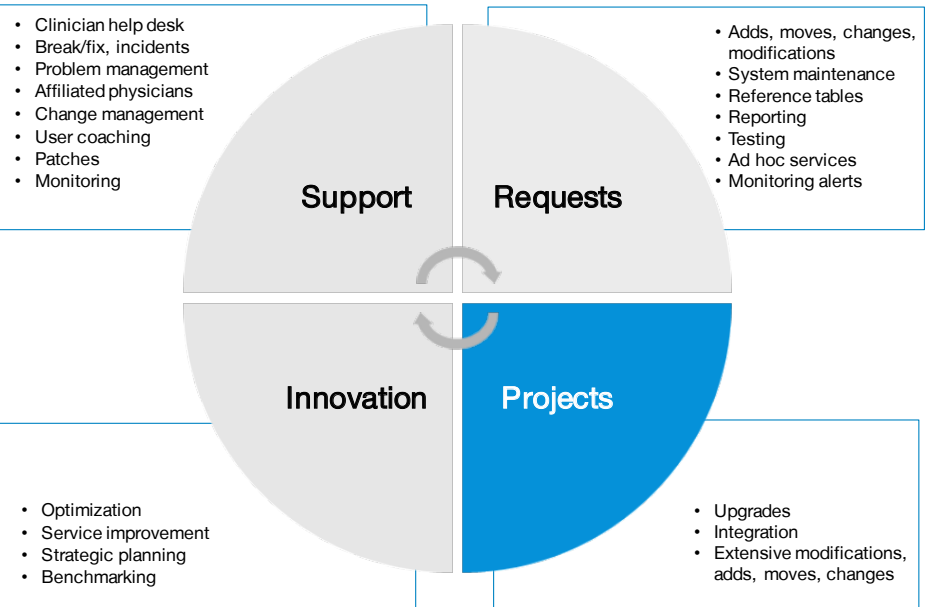 • Clinician help desk
• Break/fix, incidents
• Problem management
• Affiliated physicians
• Change management
• User coaching
• Patches
• Monitoring
• Adds, moves, changes,
modifications
• System maintenance
• Reference tables
• Reporting
• Testing
• Ad hoc services
• Monitoring alerts
Support
Requests
Innovation
Projects
• Optimization
• Service improvement
• Strategic planning
• Benchmarking
• Upgrades
• Integration
• Extensive modifications,
adds, moves, changes